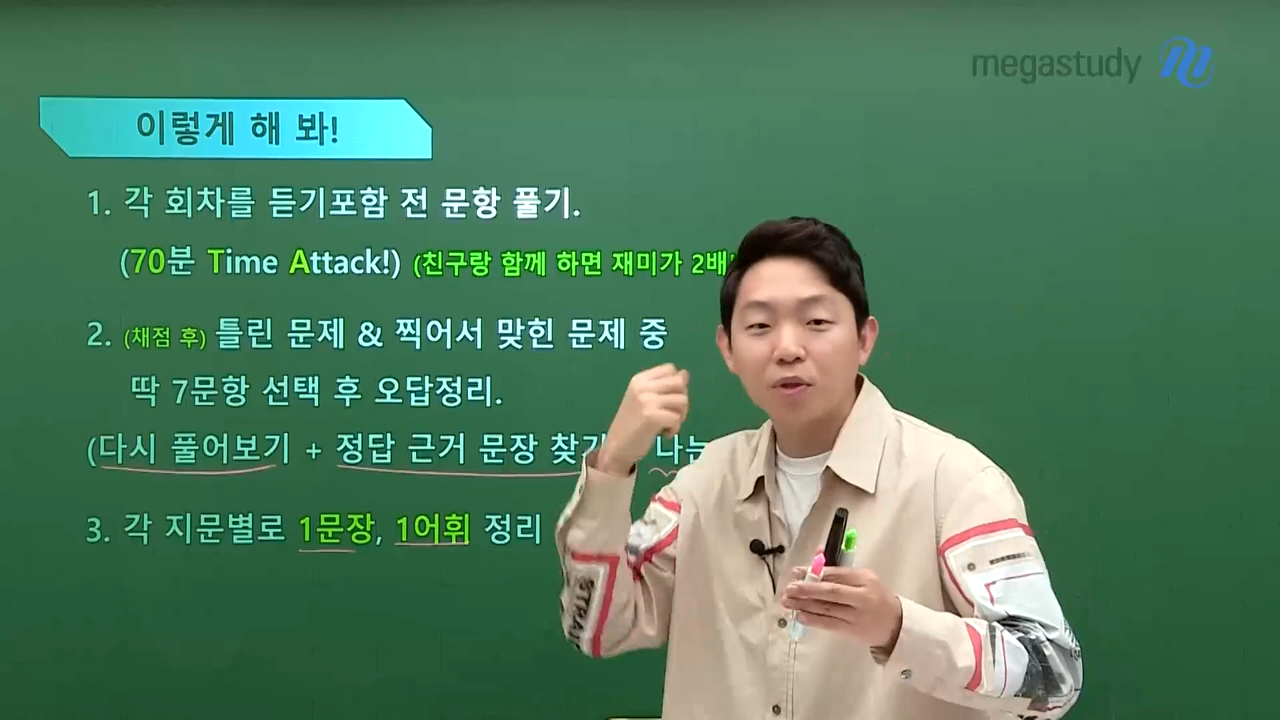 megastudy
이렇게 해 봐!
1. 각 회차를 듣기포함 전 문항 풀기.
(70분 Time Attack!) (친구랑 함께 하면 재미가 2배
2. (채점 후) 틀린 문제 & 찍어서 맞힌 문제 중
딱 7문항 선택 후 오답정리.
(다시 풀어보기 + 정답 근거 문장 찾기 나는
3. 각 지문별로 1문장, 1어휘 정리
STRAI